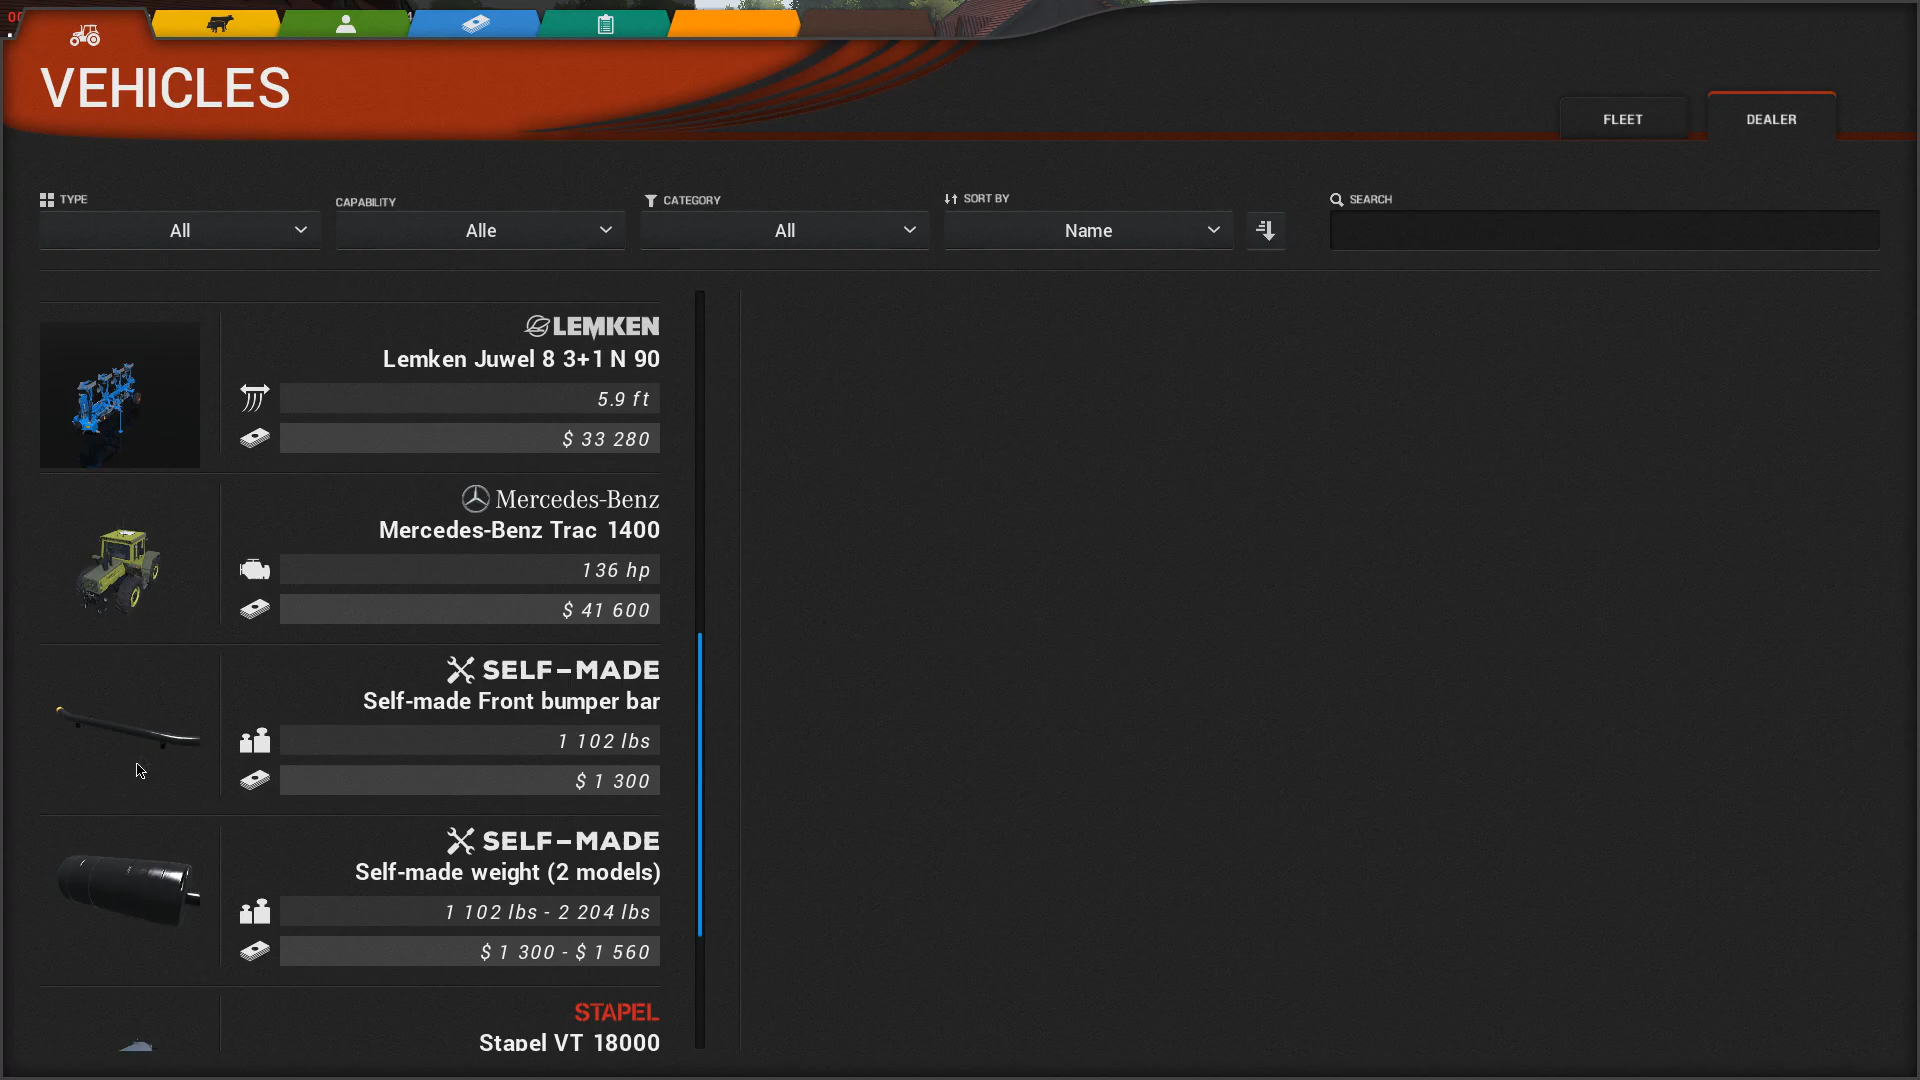 VEHICLES
FLEET
DEALER
TYPE
All
CAPABILITY
Alle
CATEGORY
All
SORT BY
Name
SEARCH
LEMKEN
Lemken Juwel 8 3+1 N 90
5.9 ft
$ 33 280
Mercedes-Benz
Mercedes-Benz Trac 1400
136 hp
$ 41 600
SELF-MADE
Self-made Front bumper bar
1 102 lbs
$ 1 300
SELF-MADE
Self-made weight (2 models)
1 102 lbs - 2 204 lbs
$ 1 300 - $ 1 560
STAPEL
Stapel VT 18000